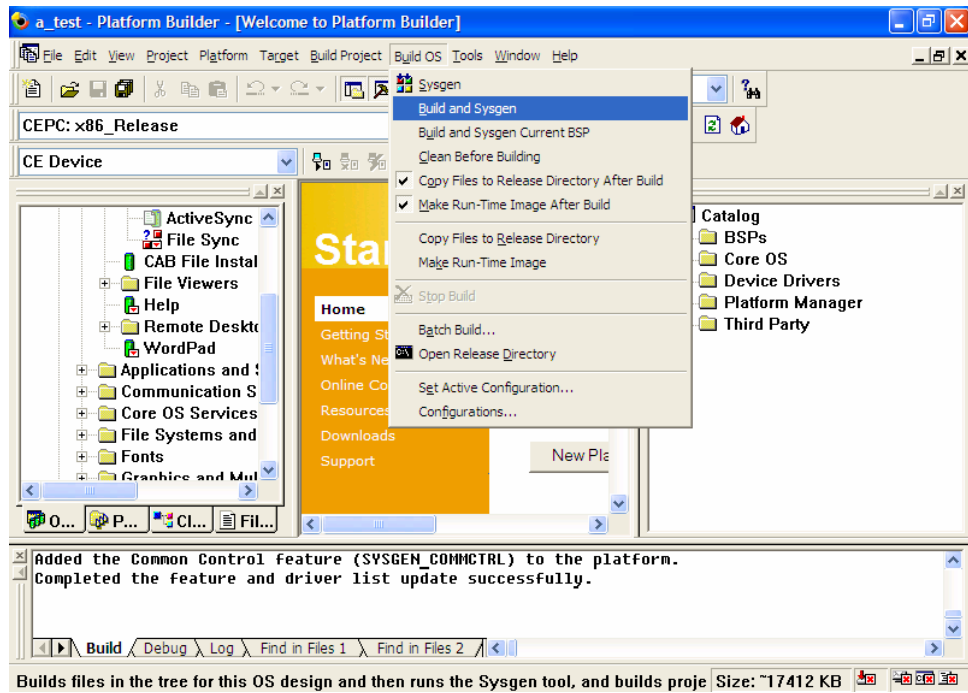 a_test - Platform Builder - [Welcome to Platform Builder]
File Edit View Project Platform Target Build Project Build OS Tools Window Help
CEPC: x86_Release
CE Device
Sysgen
Build and Sysgen
Build and Sysgen Current BSP
Clean Before Building
Copy Files to Release Directory After Build
Make Run-Time Image After Build
Copy Files to Release Directory
Make Run-Time Image
Stop Build
Batch Build...
Open Release Directory
Set Active Configuration...
Configurations...
ActiveSync
File Sync
CAB File Instal
File Viewers
Help
Remote Deskt
WordPad
Applications and
Communication S
Core OS Services
File Systems and
Fonts
Graphics and Mul
O... P... Cl... Fil...
Sta
Home
Getting St
What's Ne
Online Co
Resources
Downloads
Support
New Pla
Catalog
BSPs
Core OS
Device Drivers
Platform Manager
Third Party
Added the Common Control feature (SYSGEN_COMMCTRL) to the platform.
Completed the feature and driver list update successfully.
Build Debug Log Find in Files 1 Find in Files 2
Builds files in the tree for this OS design and then runs the Sysgen tool, and builds proje Size: ~17412 KB